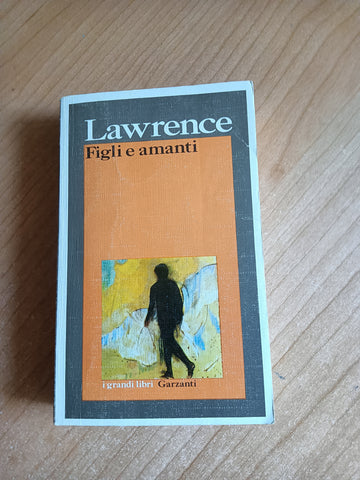 Lawrence
Figli e amanti
i grandi libri Garzanti